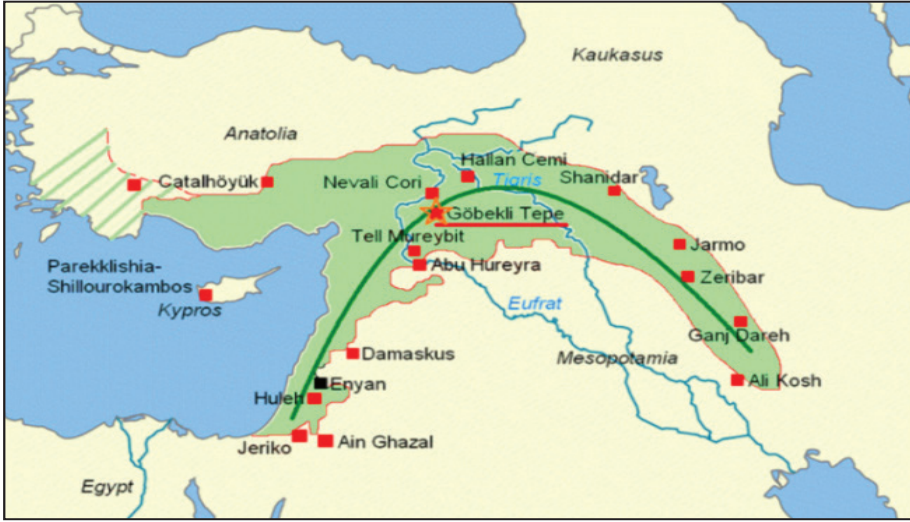 Kaukasus
Anatolia
Hallan Cemi
Catalhöyük
Nevali Cori
Tigris
Shanidar
Göbekli Tepe
Tell Mureybit
Jarmo
Abu Hureyra
Parekklishia-
Shillourokambos
Zeribar
Kypros
Eufrat
Ganj Dareh
Damaskus
Mesopotamia
Enyan
Ali Kosh
Huleh
Jeriko
Ain Ghazal
Egypt